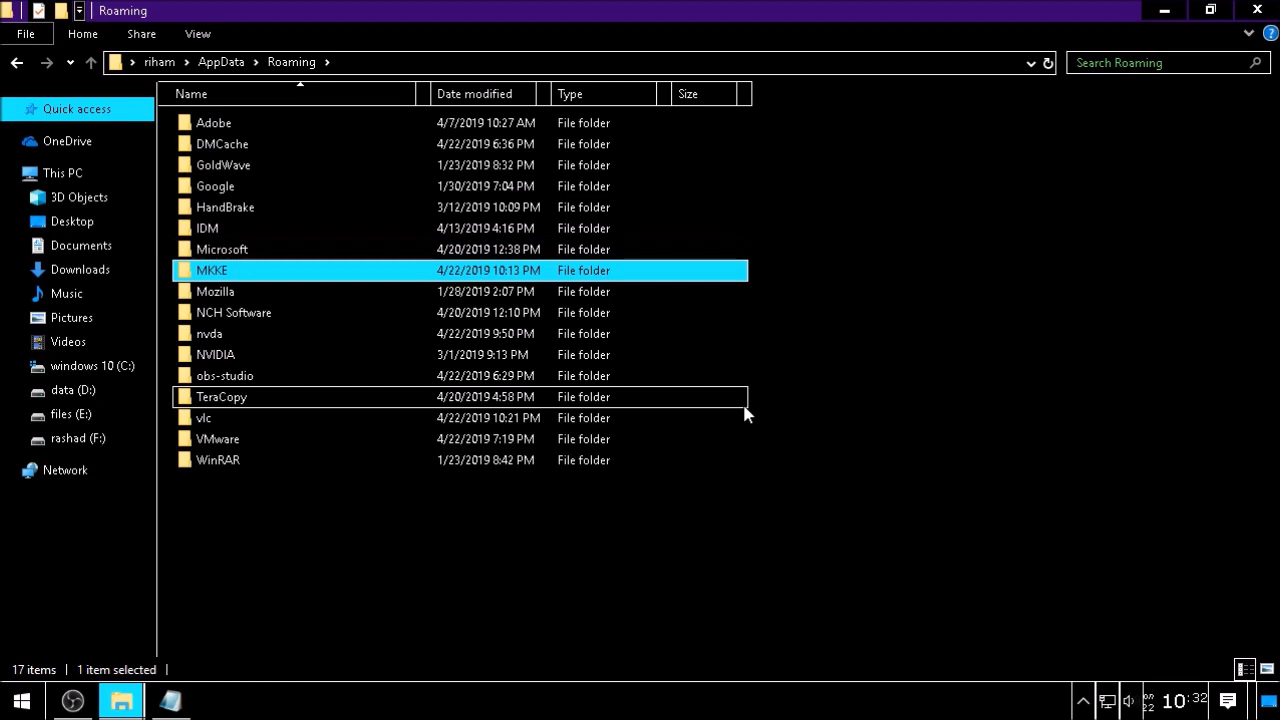 Roaming
File Home Share View
riham AppData Roaming Search Roaming
Name Date modified Type Size
Quick access
OneDrive
This PC
3D Objects
Desktop
Documents
Downloads
Music
Pictures
Videos
windows 10 (C:)
data (D:)
files (E:)
rashad (F:)
Network
Adobe 4/7/2019 10:27 AM File folder
DMCache 4/22/2019 6:36 PM File folder
GoldWave 1/23/2019 8:32 PM File folder
Google 1/30/2019 7:04 PM File folder
HandBrake 3/12/2019 10:09 PM File folder
IDM 4/13/2019 4:16 PM File folder
Microsoft 4/20/2019 12:38 PM File folder
MKKE 4/22/2019 10:13 PM File folder
Mozilla 1/28/2019 2:07 PM File folder
NCH Software 4/20/2019 12:10 PM File folder
nvda 4/22/2019 9:50 PM File folder
NVIDIA 3/1/2019 9:13 PM File folder
obs-studio 4/22/2019 6:29 PM File folder
TeraCopy 4/20/2019 4:58 PM File folder
vlc 4/22/2019 10:21 PM File folder
VMware 4/22/2019 7:19 PM File folder
WinRAR 1/23/2019 8:42 PM File folder
17 items 1 item selected
22 10:32